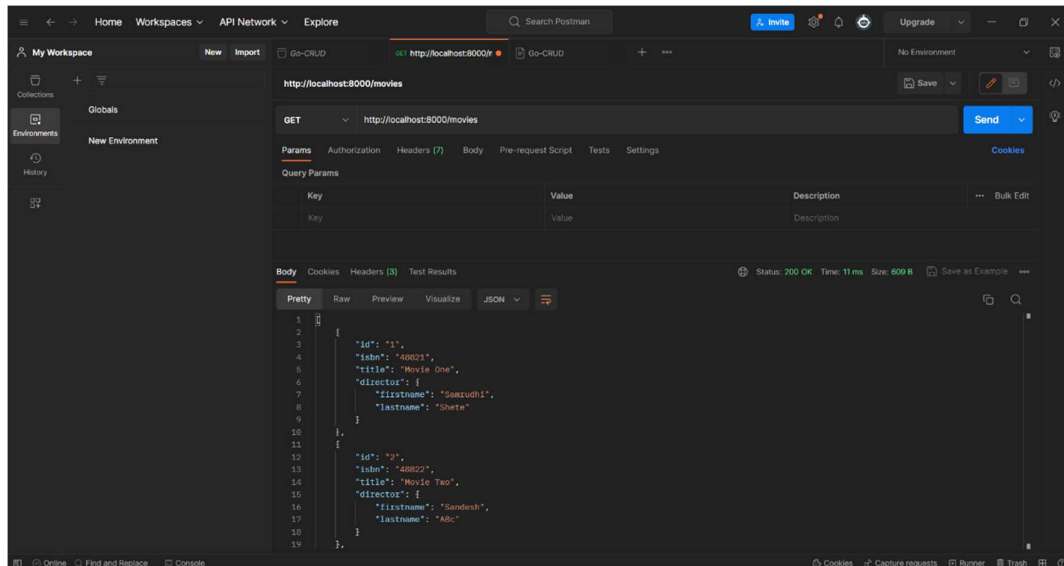 Home Workspaces API Network Explore Search Postman Invite Upgrade
My Workspace New Import Go-CRUD GET http://localhost:8000/r Go-CRUD No Environment
Collections
Environments
History
Globals
New Environment
http://localhost:8000/movies Save
GET http://localhost:8000/movies Send
Params Authorization Headers (7) Body Pre-request Script Tests Settings Cookies
Query Params
Key Value Description Bulk Edit
Key Value Description
Body Cookies Headers (3) Test Results Status: 200 OK Time: 11 ms Size: 609 B Save as Example
Pretty Raw Preview Visualize JSON
1 [
2 {
3 "id": "1",
4 "isbn": "48821",
5 "title": "Movie One",
6 "director": {
7 "firstname": "Samrudhi",
8 "lastname": "Shete"
9 }
10 },
11 {
12 "id": "2",
13 "isbn": "48822",
14 "title": "Movie Two",
15 "director": {
16 "firstname": "Sandesh",
17 "lastname": "ABc"
18 }
19 },
Online Find and Replace Console Cookies Capture requests Runner Trash